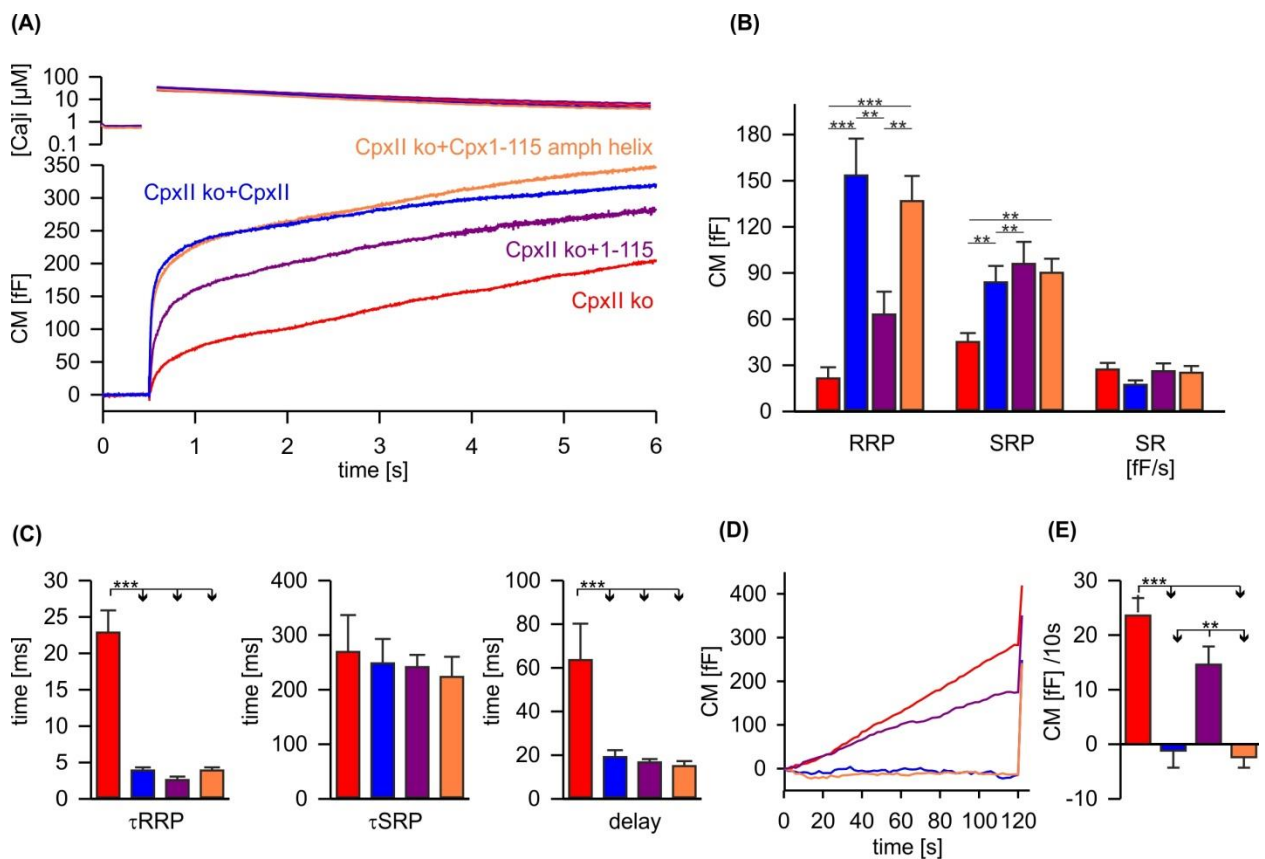 (A)
[Ca]i [µM]
100
10
1
0.1
CpxII ko+Cpx1-115 amph helix
CpxII ko+CpxII
CpxII ko+1-115
CpxII ko
CM [fF]
350
300
250
200
150
100
50
0
0 1 2 3 4 5 6
time [s]
(B)
CM [fF]
180
150
120
90
60
30
0
***
**
*** **
**
**
**
RRP SRP SR
[fF/s]
(C)
time [ms]
30
25
20
15
10
5
0
***
τRRP
time [ms]
400
300
200
100
0
τSRP
time [ms]
100
80
60
40
20
0
***
delay
(D)
CM [fF]
400
300
200
100
0
0 20 40 60 80 100 120
time [s]
(E)
CM [fF] /10s
30
20
10
0
-10
***
**